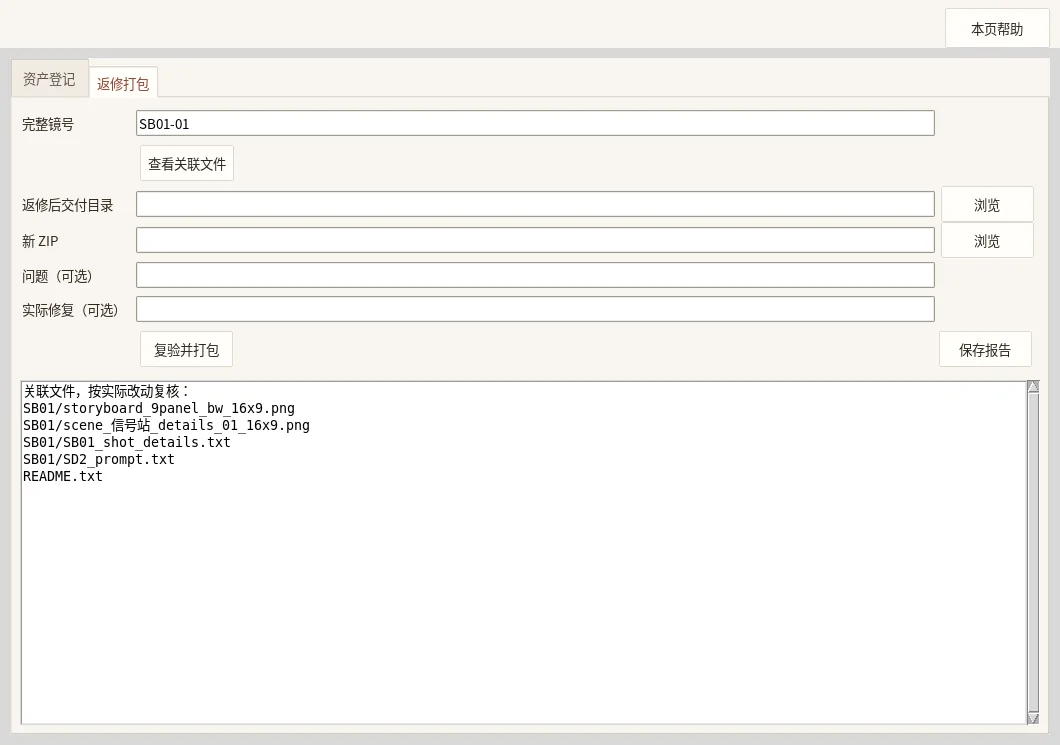 本页帮助
资产登记
返修打包
完整镜号
SB01-01
查看关联文件
返修后交付目录
浏览
新 ZIP
浏览
问题（可选）
实际修复（可选）
复验并打包
保存报告
关联文件，按实际改动复核：
SB01/storyboard_9panel_bw_16x9.png
SB01/scene_信号站_details_01_16x9.png
SB01/SB01_shot_details.txt
SB01/SD2_prompt.txt
README.txt